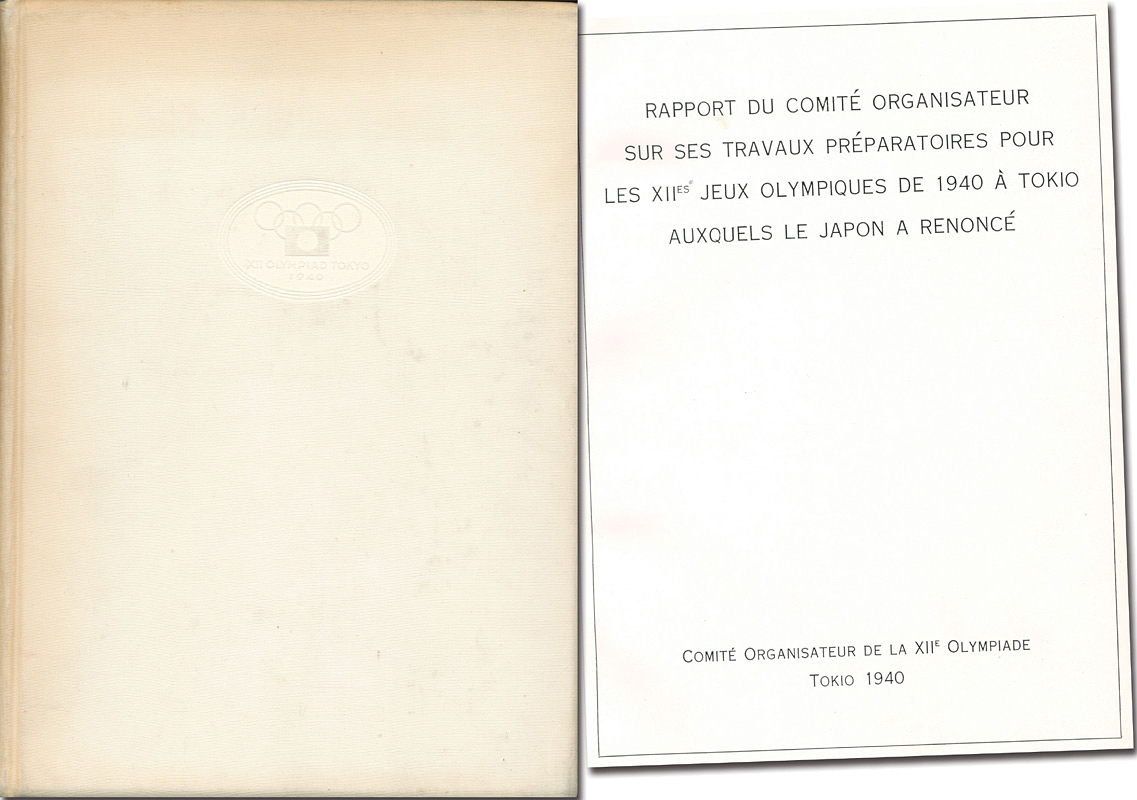 XII OLYMPIAD TOKYO
1940
RAPPORT DU COMITÉ ORGANISATEUR
SUR SES TRAVAUX PRÉPARATOIRES POUR
LES XIIES JEUX OLYMPIQUES DE 1940 À TOKIO
AUXQUELS LE JAPON A RENONCÉ
COMITÉ ORGANISATEUR DE LA XIIE OLYMPIADE
TOKIO 1940